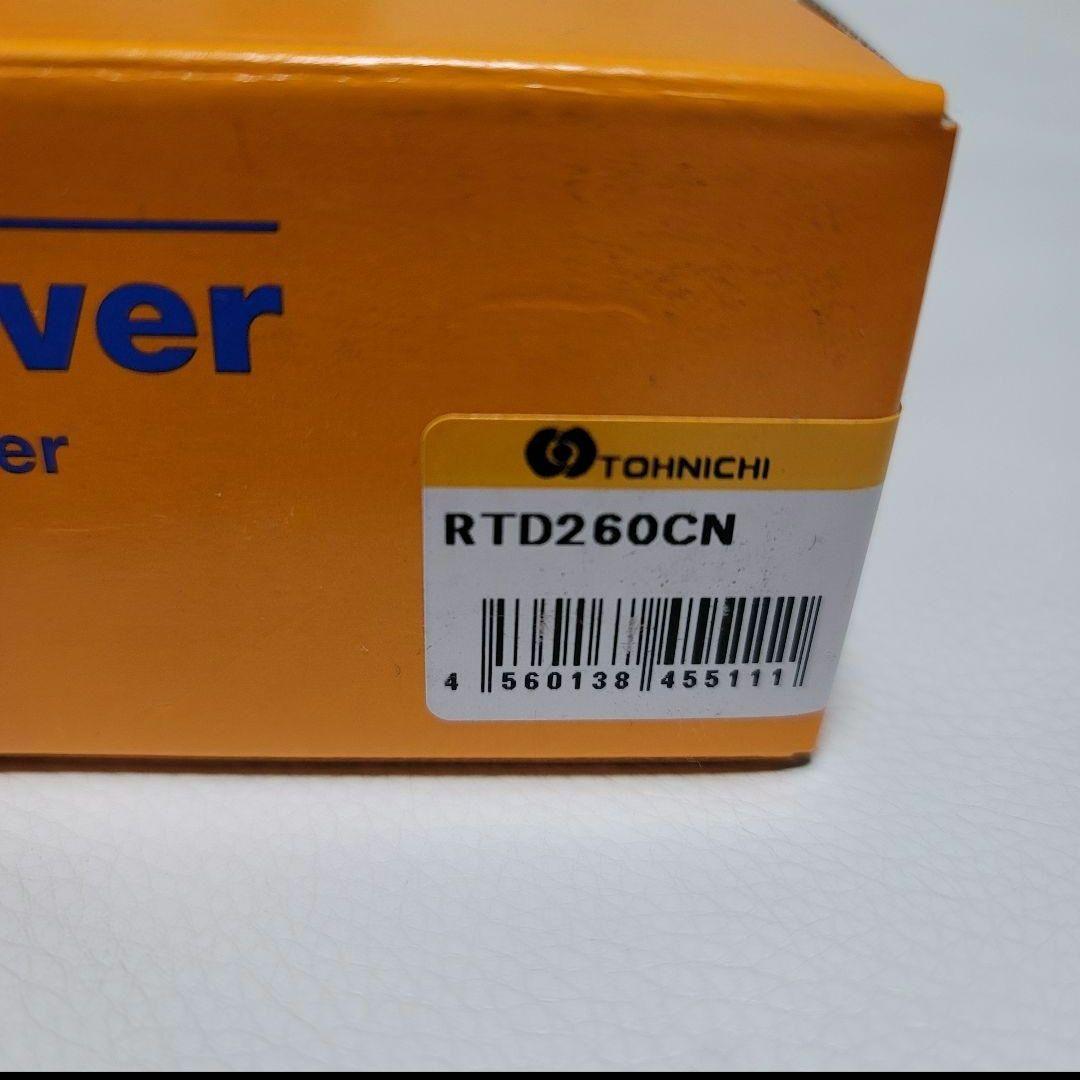 ver
er
TOHNICHI
RTD260CN
4 560138 455111